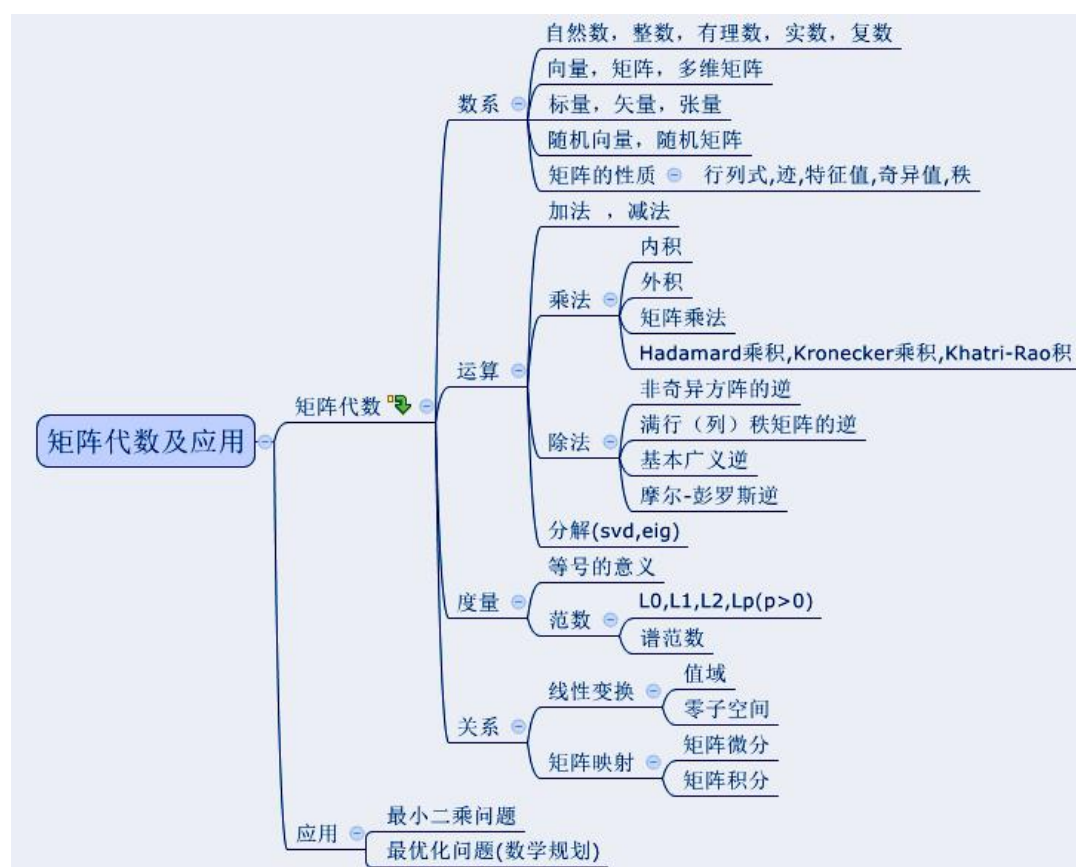 自然数，整数，有理数，实数，复数
向量，矩阵，多维矩阵
数系
标量，矢量，张量
随机向量，随机矩阵
矩阵的性质
行列式,迹,特征值,奇异值,秩
加法 ，减法
内积
外积
乘法
矩阵乘法
Hadamard乘积,Kronecker乘积,Khatri-Rao积
运算
非奇异方阵的逆
矩阵代数
满行（列）秩矩阵的逆
除法
矩阵代数及应用
基本广义逆
摩尔-彭罗斯逆
分解(svd,eig)
等号的意义
度量
L0,L1,L2,Lp(p>0)
范数
谱范数
值域
线性变换
零子空间
关系
矩阵微分
矩阵映射
矩阵积分
最小二乘问题
应用
最优化问题(数学规划)